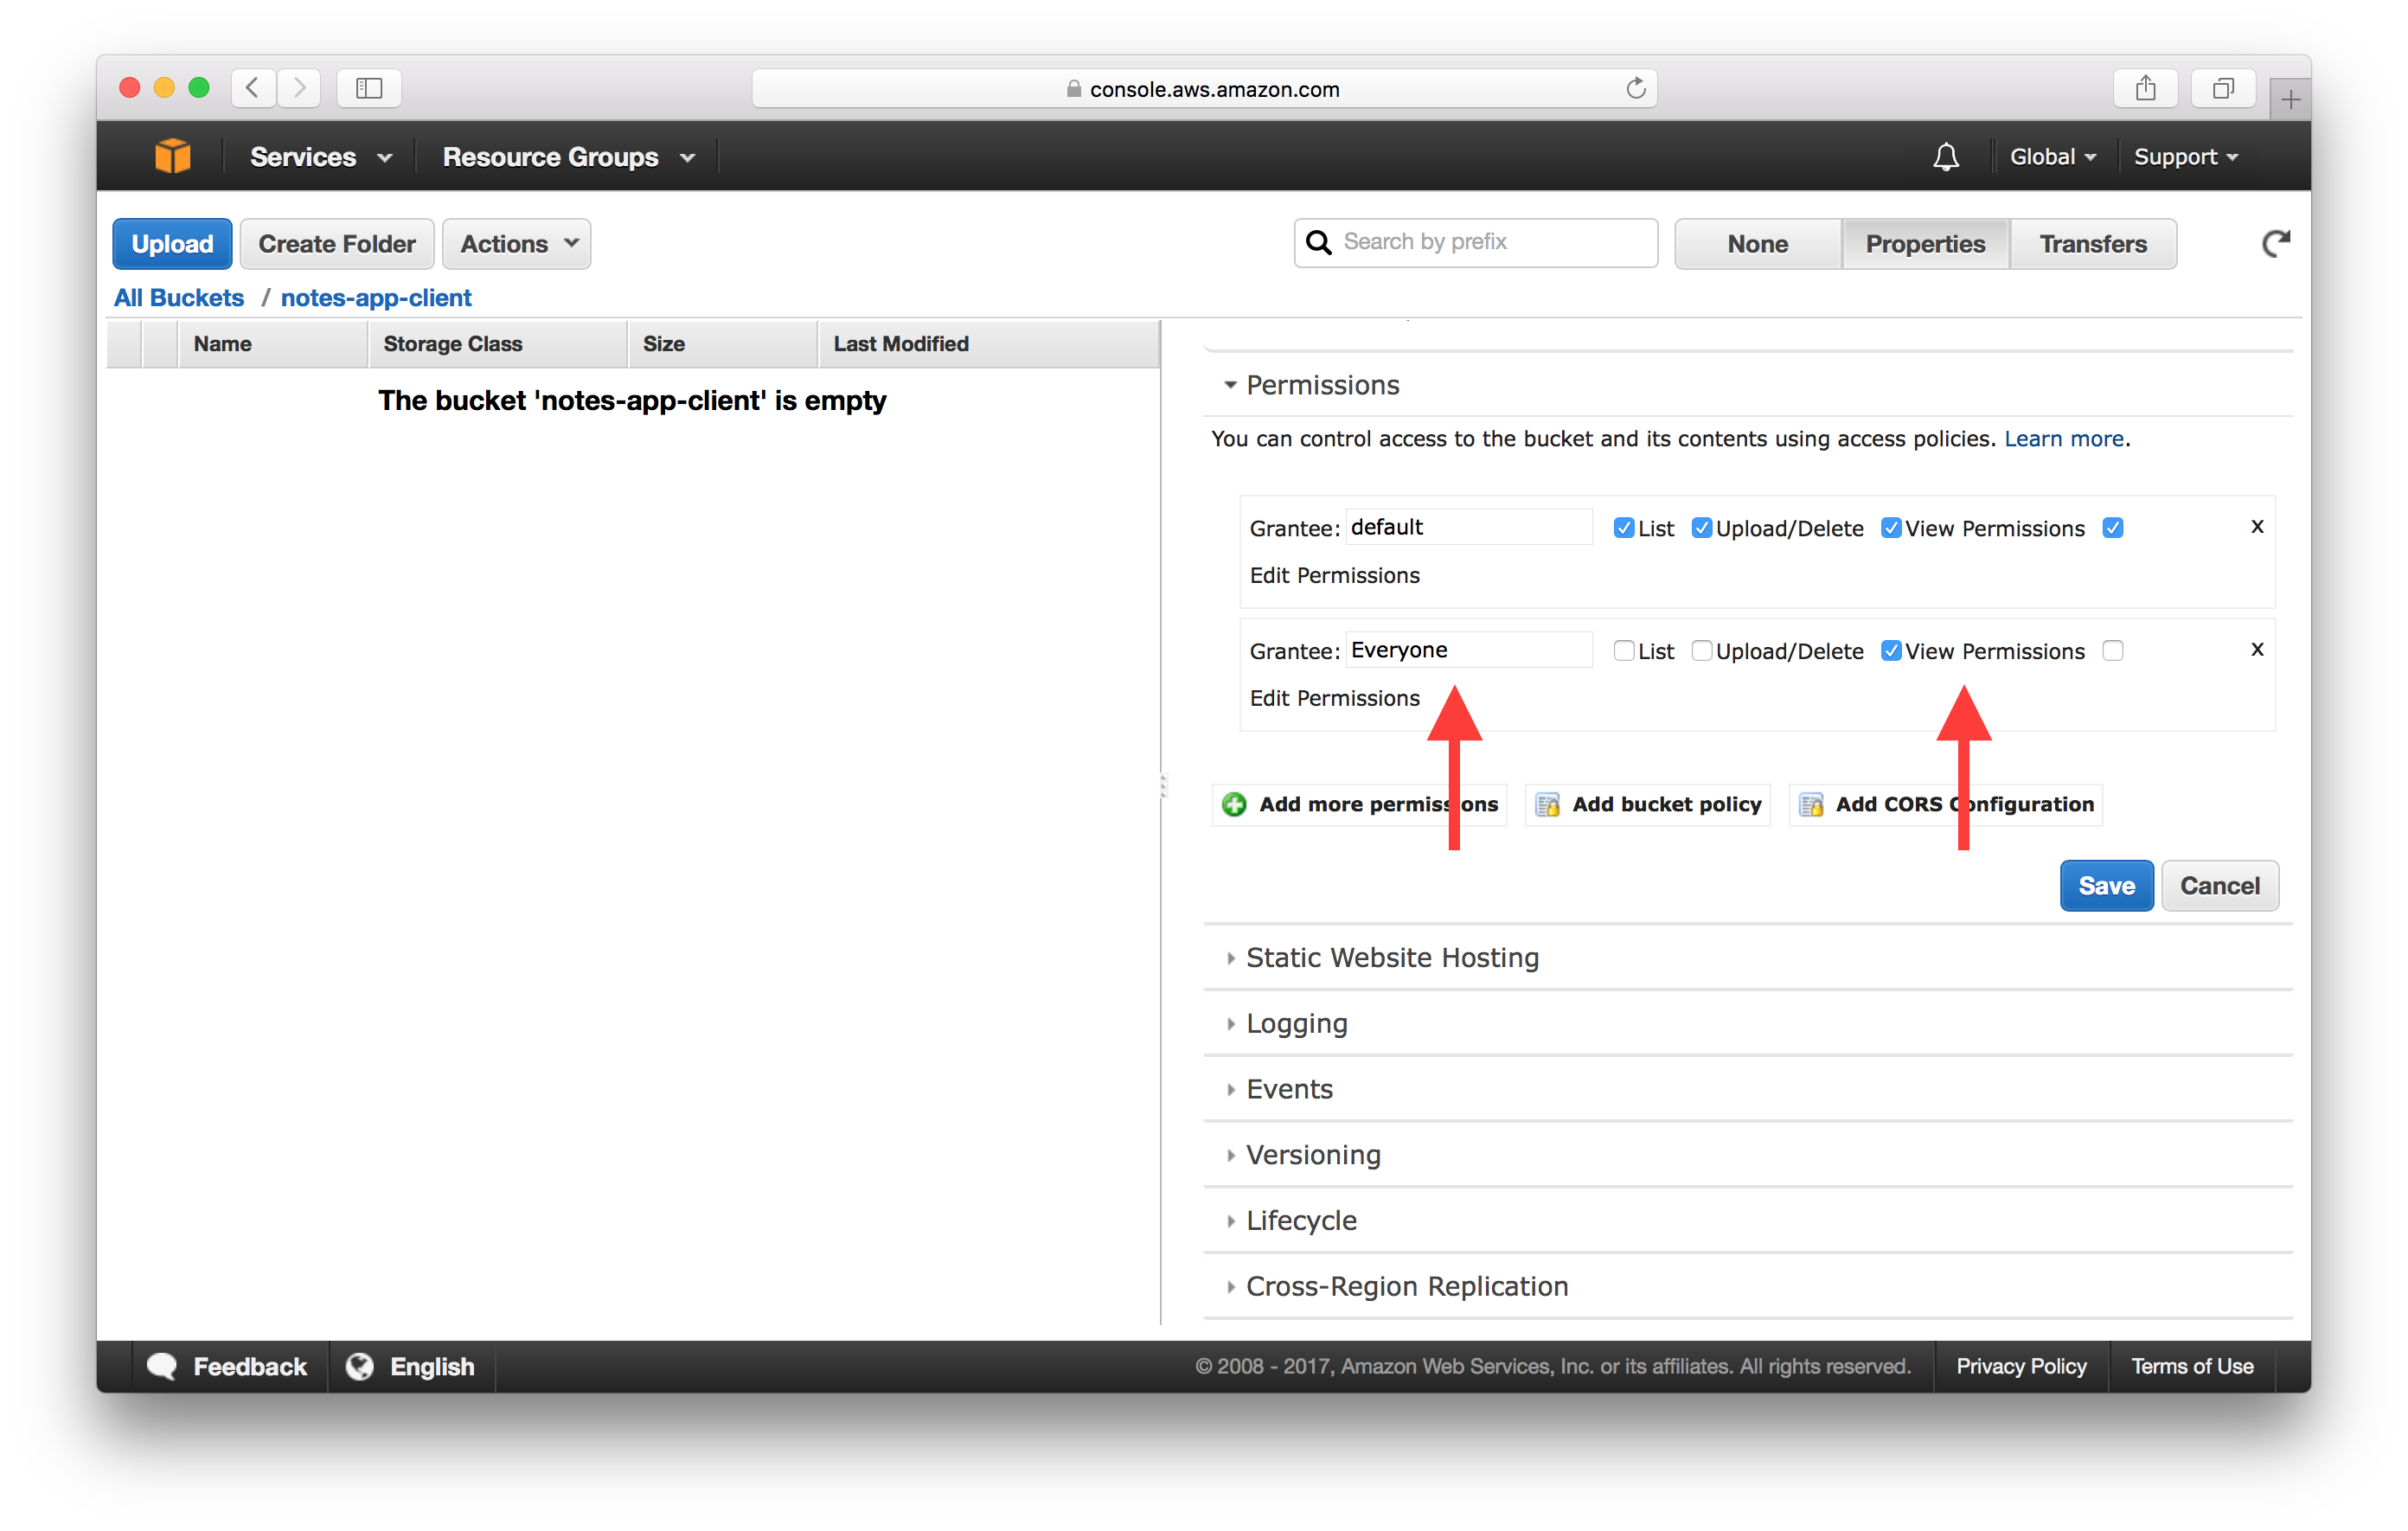 console.aws.amazon.com
Services Resource Groups Global Support
Upload Create Folder Actions Search by prefix None Properties Transfers
All Buckets / notes-app-client
Name Storage Class Size Last Modified
The bucket 'notes-app-client' is empty
Permissions
You can control access to the bucket and its contents using access policies. Learn more.
Grantee: default List Upload/Delete View Permissions x
Edit Permissions
Grantee: Everyone List Upload/Delete View Permissions x
Edit Permissions
Add more permissions Add bucket policy Add CORS Configuration
Save Cancel
Static Website Hosting
Logging
Events
Versioning
Lifecycle
Cross-Region Replication
Feedback English © 2008 - 2017, Amazon Web Services, Inc. or its affiliates. All rights reserved. Privacy Policy Terms of Use